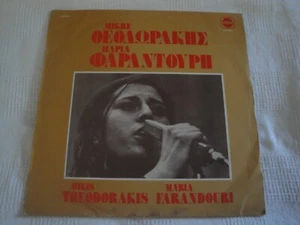 ΜΙΚΗΣ
ΘΕΟΔΩΡΑΚΗΣ
ΜΑΡΙΑ
ΦΑΡΑΝΤΟΥΡΗ
MIKIS MARIA
THEODORAKIS FARANDOURI